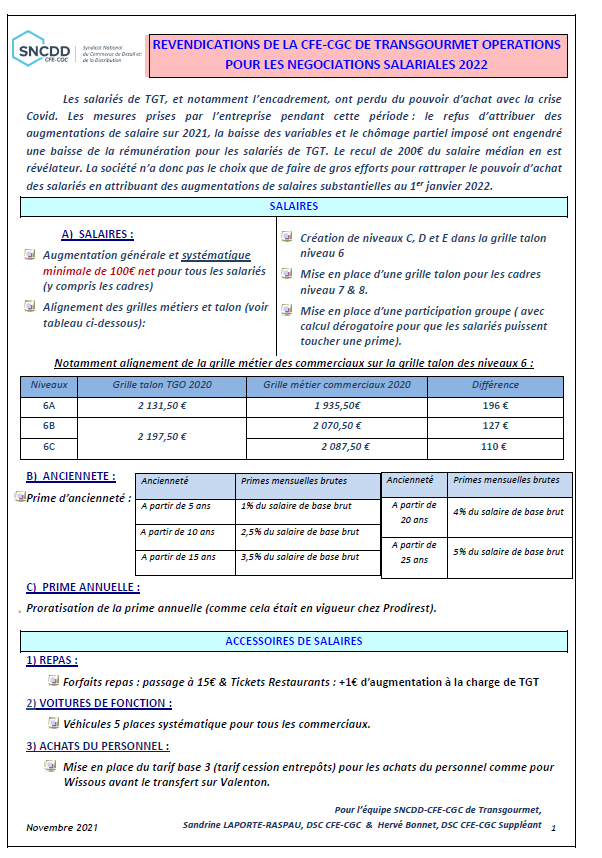 SNCDD
CFE-CGC
Syndicat National
du Commerce de Détail et
de la Distribution
REVENDICATIONS DE LA CFE-CGC DE TRANSGOURMET OPERATIONS
POUR LES NEGOCIATIONS SALARIALES 2022
Les salariés de TGT, et notamment l'encadrement, ont perdu du pouvoir d'achat avec la crise
Covid. Les mesures prises par l'entreprise pendant cette période : le refus d'attribuer des
augmentations de salaire sur 2021, la baisse des variables et le chômage partiel imposé ont engendré
une baisse de la rémunération pour les salariés de TGT. Le recul de 200€ du salaire médian en est
révélateur. La société n'a donc pas le choix que de faire de gros efforts pour rattraper le pouvoir d'achat
des salariés en attribuant des augmentations de salaires substantielles au 1er janvier 2022.
SALAIRES
A) SALAIRES :
Augmentation générale et systématique
minimale de 100€ net pour tous les salariés
(y compris les cadres)
Alignement des grilles métiers et talon (voir
tableau ci-dessous):
Création de niveaux C, D et E dans la grille talon
niveau 6
Mise en place d'une grille talon pour les cadres
niveau 7 & 8.
Mise en place d'une participation groupe ( avec
calcul dérogatoire pour que les salariés puissent
toucher une prime).
Notamment alignement de la grille métier des commerciaux sur la grille talon des niveaux 6 :
Niveaux Grille talon TGO 2020 Grille métier commerciaux 2020 Différence
6A 2 131,50 € 1 935,50€ 196 €
6B 2 197,50 € 2 070,50 € 127 €
6C 2 087,50 € 110 €
B) ANCIENNETE :
Prime d'ancienneté :
Ancienneté Primes mensuelles brutes
A partir de 5 ans 1% du salaire de base brut
A partir de 10 ans 2,5% du salaire de base brut
A partir de 15 ans 3,5% du salaire de base brut
Ancienneté Primes mensuelles brutes
A partir de
20 ans 4% du salaire de base brut
A partir de
25 ans 5% du salaire de base brut
C) PRIME ANNUELLE :
Proratisation de la prime annuelle (comme cela était en vigueur chez Prodirest).
ACCESSOIRES DE SALAIRES
1) REPAS :
Forfaits repas : passage à 15€ & Tickets Restaurants : +1€ d'augmentation à la charge de TGT
2) VOITURES DE FONCTION :
Véhicules 5 places systématique pour tous les commerciaux.
3) ACHATS DU PERSONNEL :
Mise en place du tarif base 3 (tarif cession entrepôts) pour les achats du personnel comme pour
Wissous avant le transfert sur Valenton.
Pour l'équipe SNCDD-CFE-CGC de Transgourmet,
Novembre 2021 Sandrine LAPORTE-RASPAU, DSC CFE-CGC & Hervé Bonnet, DSC CFE-CGC Suppléant 1